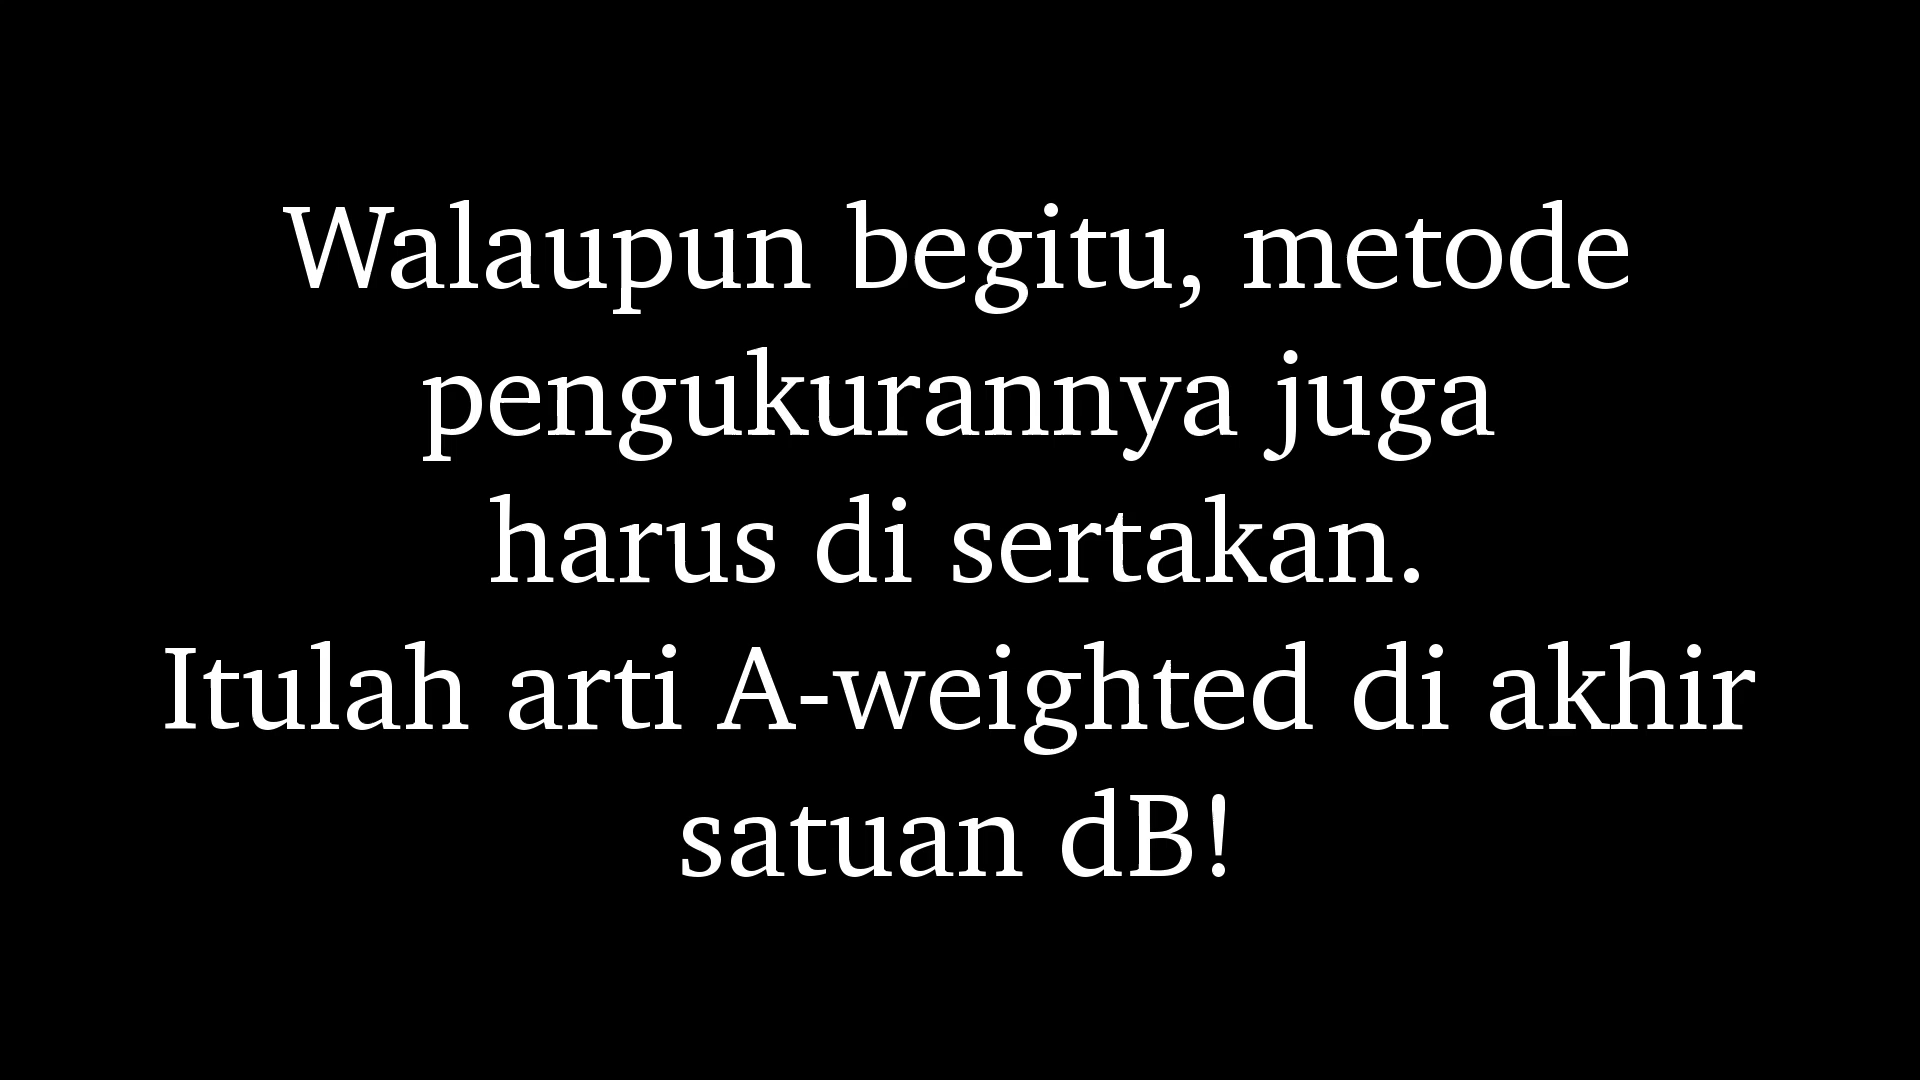 Walaupun begitu, metode
pengukurannya juga
harus di sertakan.
Itulah arti A-weighted di akhir
satuan dB!